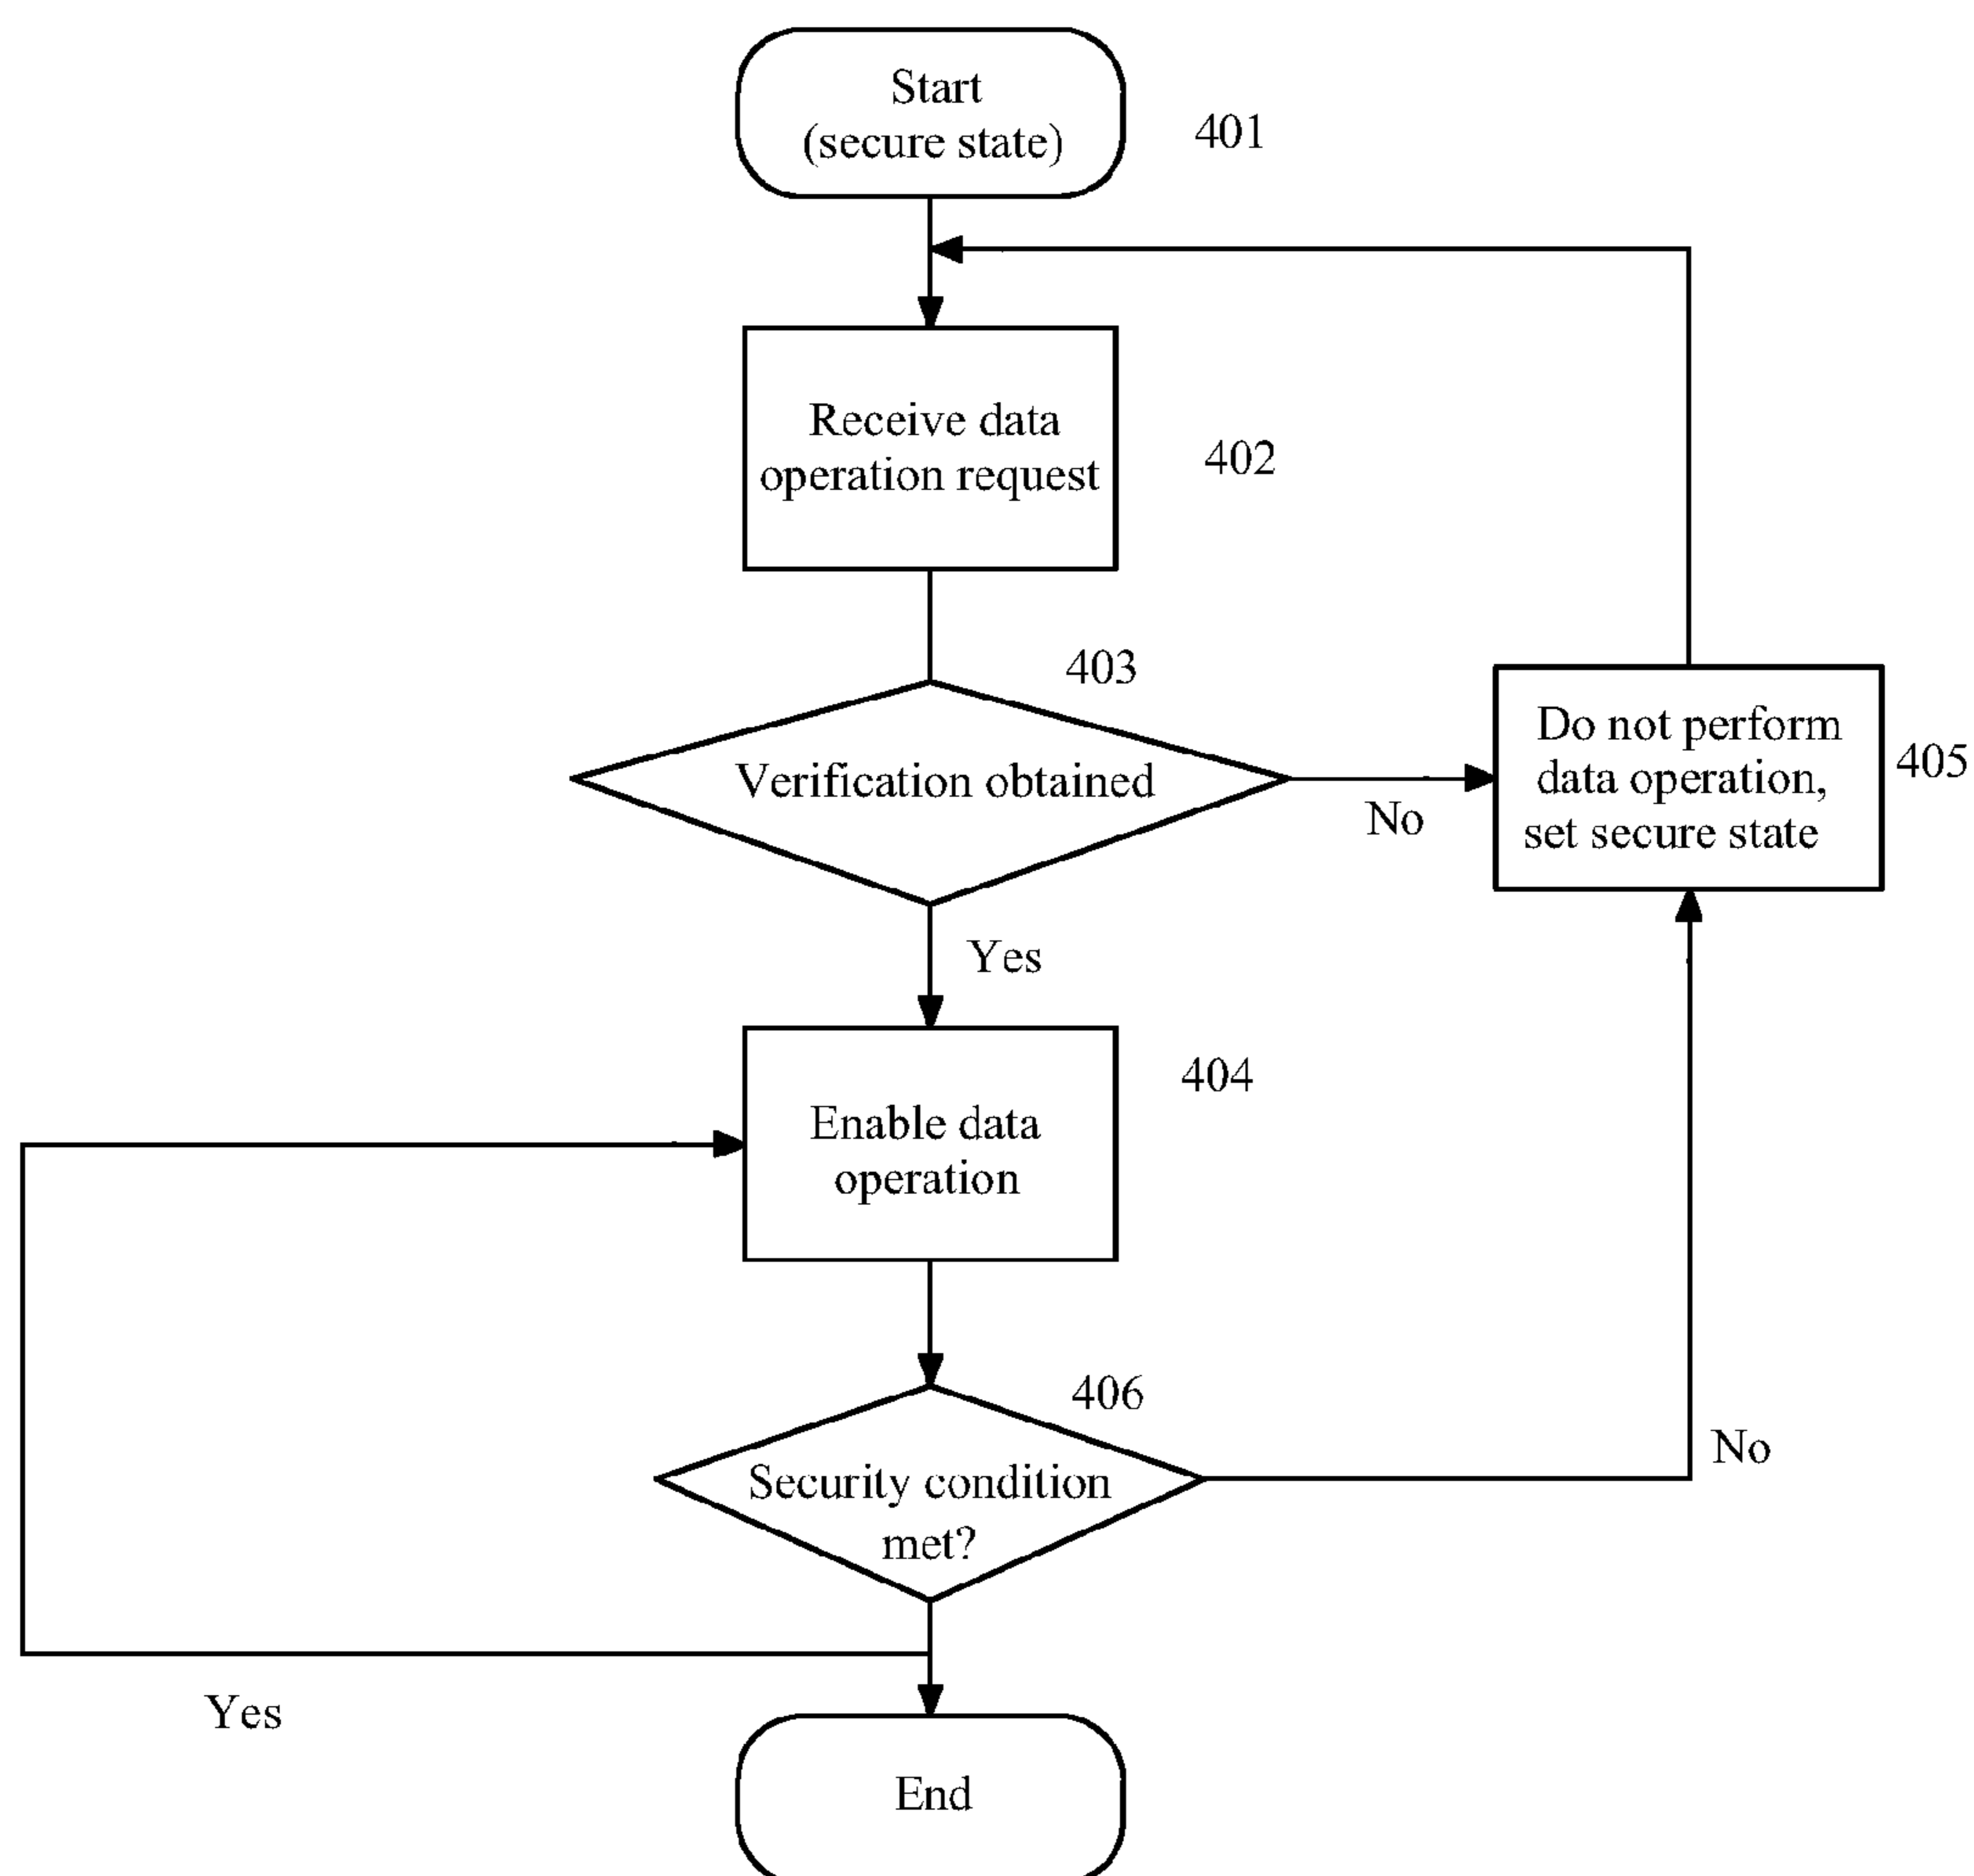 Start
(secure state)
401
Receive data
operation request
402
403
Verification obtained
No
Do not perform
data operation,
set secure state
405
Yes
404
Enable data
operation
406
Security condition
met?
No
Yes
End